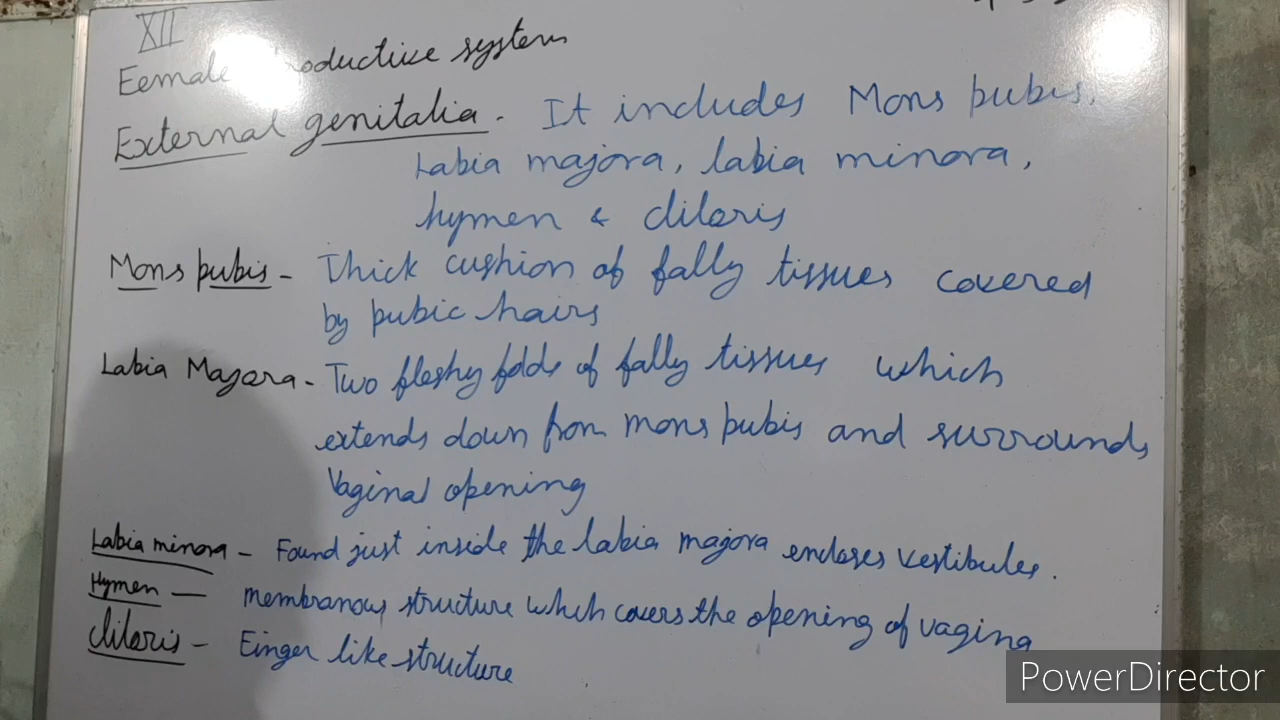 XII
Female roductive system
External genitalia. It includes Mons pubis,
Labia majora, labia minora,
hymen & clitoris
Mons pubis - Thick cushion of fatty tissues covered
by pubic hairs
Labia Majora - Two fleshy folds of fatty tissues which
extends down from mons pubis and surrounds
Vaginal opening
Labia minora - Found just inside the labia majora encloses vestibules.
Hymen - membranous structure which covers the opening of vagina
clitoris - Finger like structure
PowerDirector